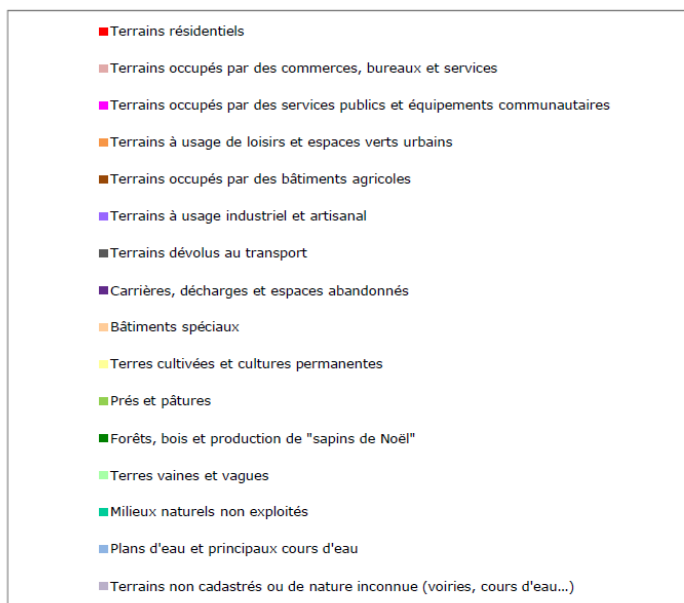 Terrains résidentiels
Terrains occupés par des commerces, bureaux et services
Terrains occupés par des services publics et équipements communautaires
Terrains à usage de loisirs et espaces verts urbains
Terrains occupés par des bâtiments agricoles
Terrains à usage industriel et artisanal
Terrains dévolus au transport
Carrières, décharges et espaces abandonnés
Bâtiments spéciaux
Terres cultivées et cultures permanentes
Prés et pâtures
Forêts, bois et production de "sapins de Noël"
Terres vaines et vagues
Milieux naturels non exploités
Plans d'eau et principaux cours d'eau
Terrains non cadastrés ou de nature inconnue (voiries, cours d'eau...)